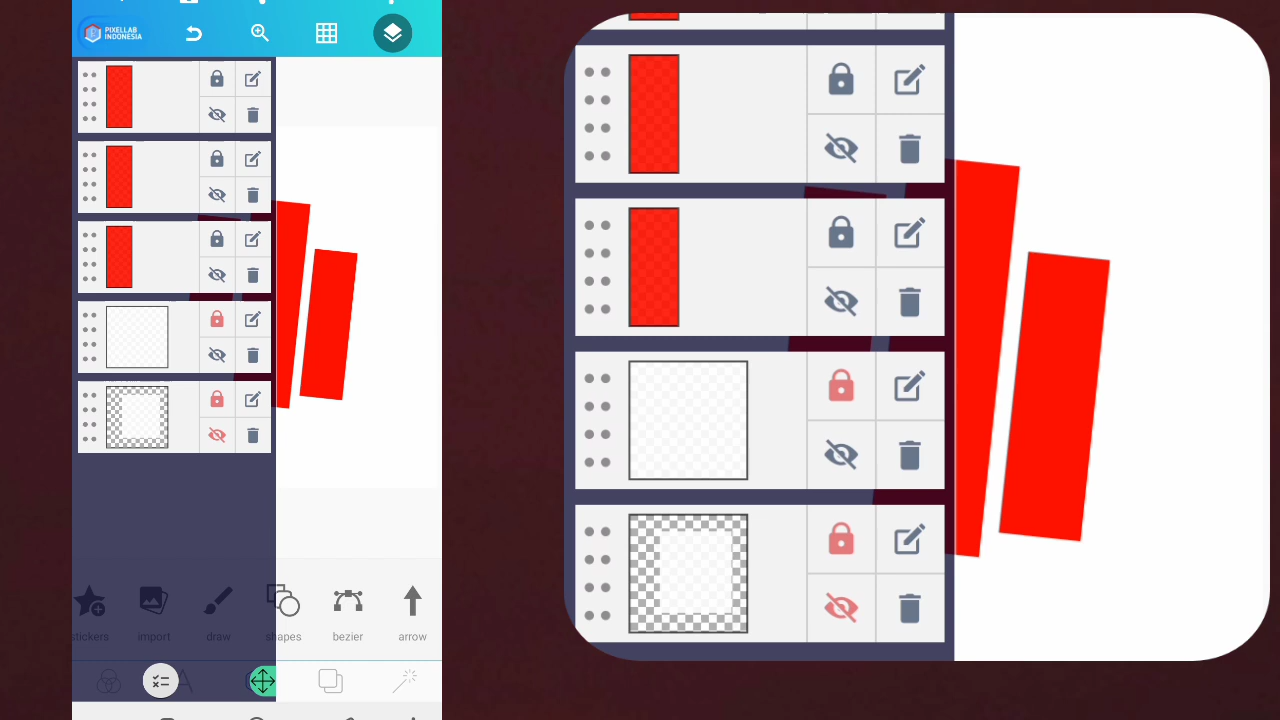 PIXELLAB
INDONESIA
stickers
import
draw
shapes
bezier
arrow